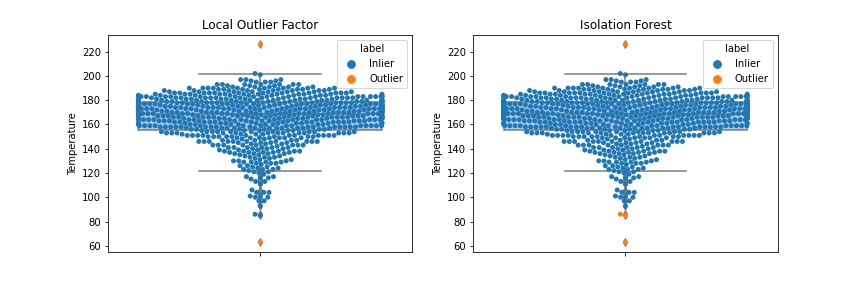 Local Outlier Factor
label
Inlier
Outlier
Temperature
220
200
180
160
140
120
100
80
60
Isolation Forest
label
Inlier
Outlier
Temperature
220
200
180
160
140
120
100
80
60